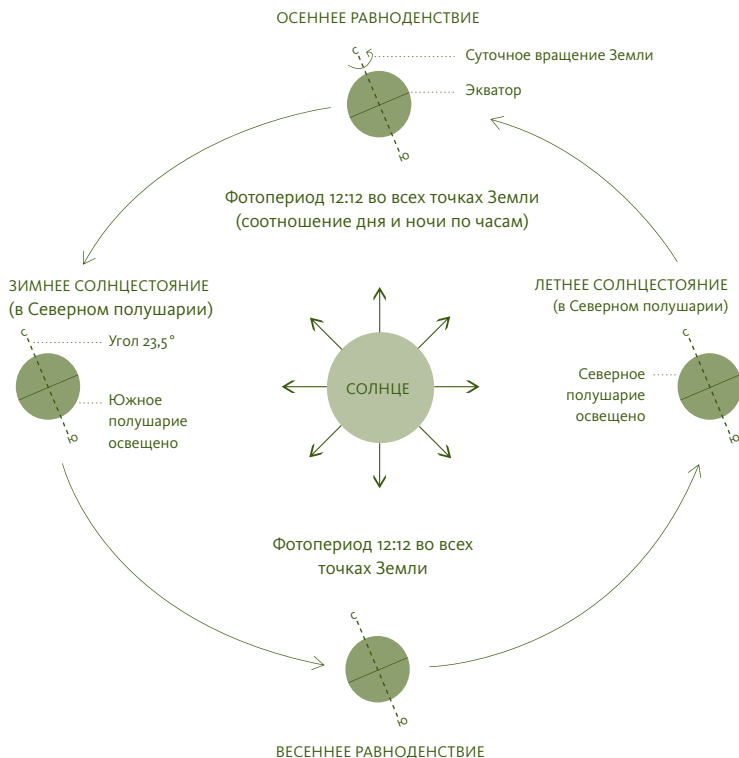 ОСЕННЕЕ РАВНОДЕНСТВИЕ
С
Суточное вращение Земли
Экватор
Ю
Фотопериод 12:12 во всех точках Земли
(соотношение дня и ночи по часам)
ЗИМНЕЕ СОЛНЦЕСТОЯНИЕ
(в Северном полушарии)
С
Угол 23,5°
Южное
полушарие
освещено
Ю
ЛЕТНЕЕ СОЛНЦЕСТОЯНИЕ
(в Северном полушарии)
С
Северное
полушарие
освещено
Ю
СОЛНЦЕ
Фотопериод 12:12 во всех
точках Земли
С
Ю
ВЕСЕННЕЕ РАВНОДЕНСТВИЕ